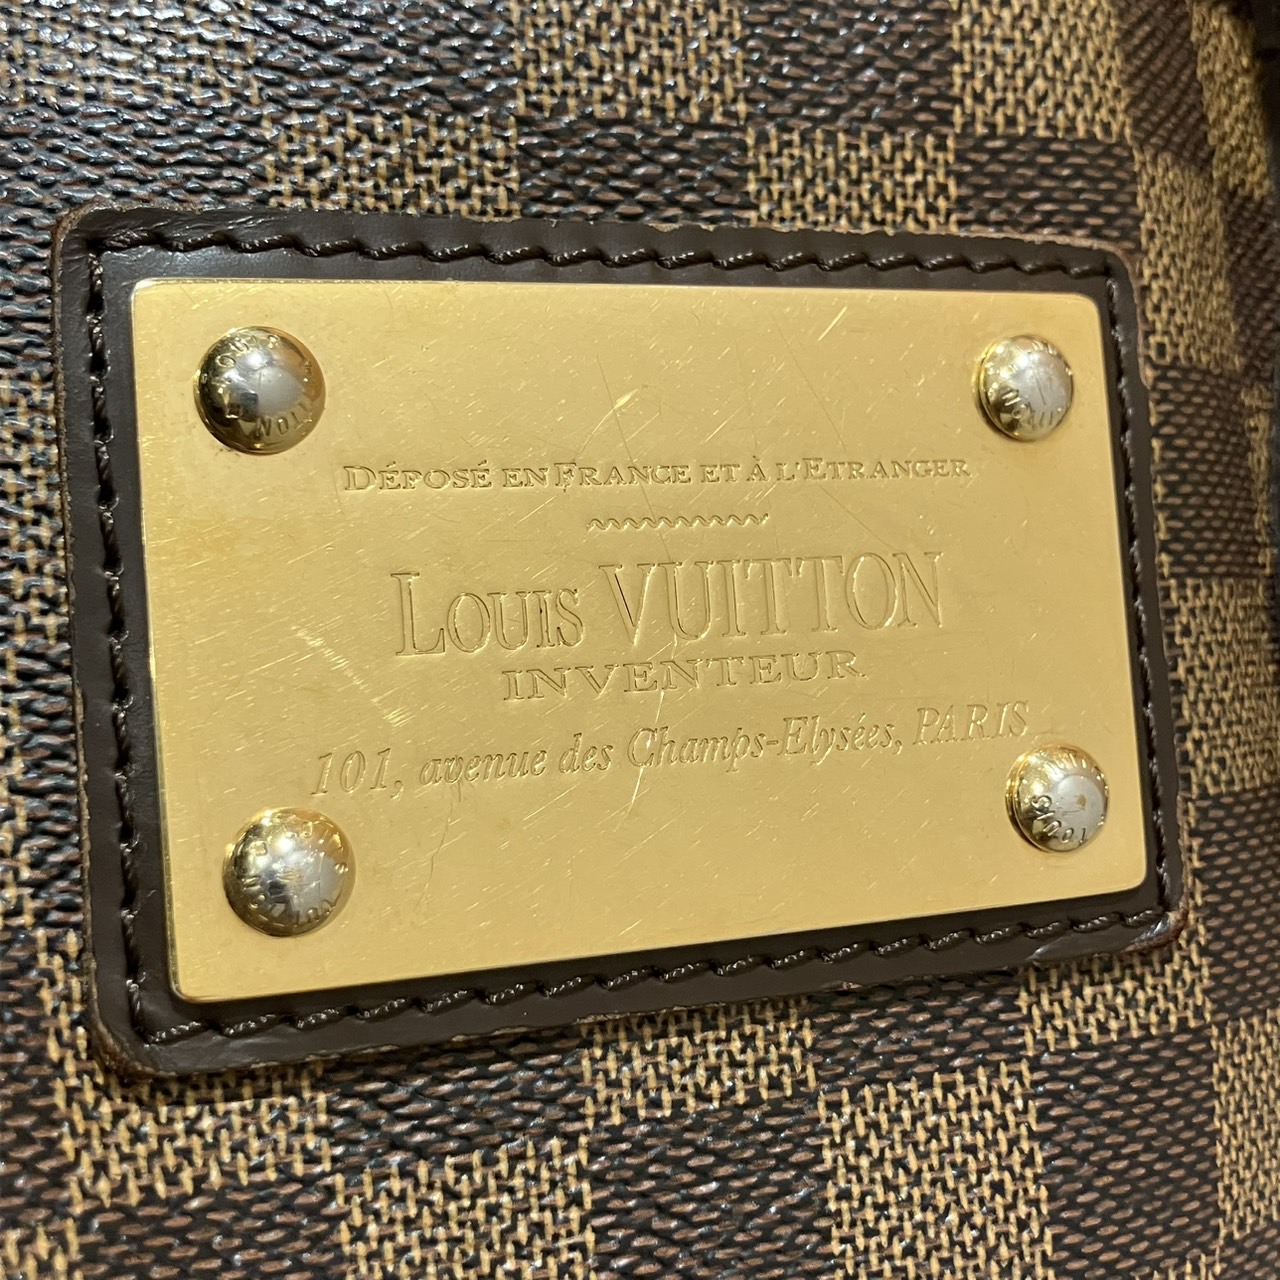 DÉPOSÉ EN FRANCE ET À L'ETRANGER
LOUIS VUITTON
INVENTEUR
101, avenue des Champs-Elysées, PARIS